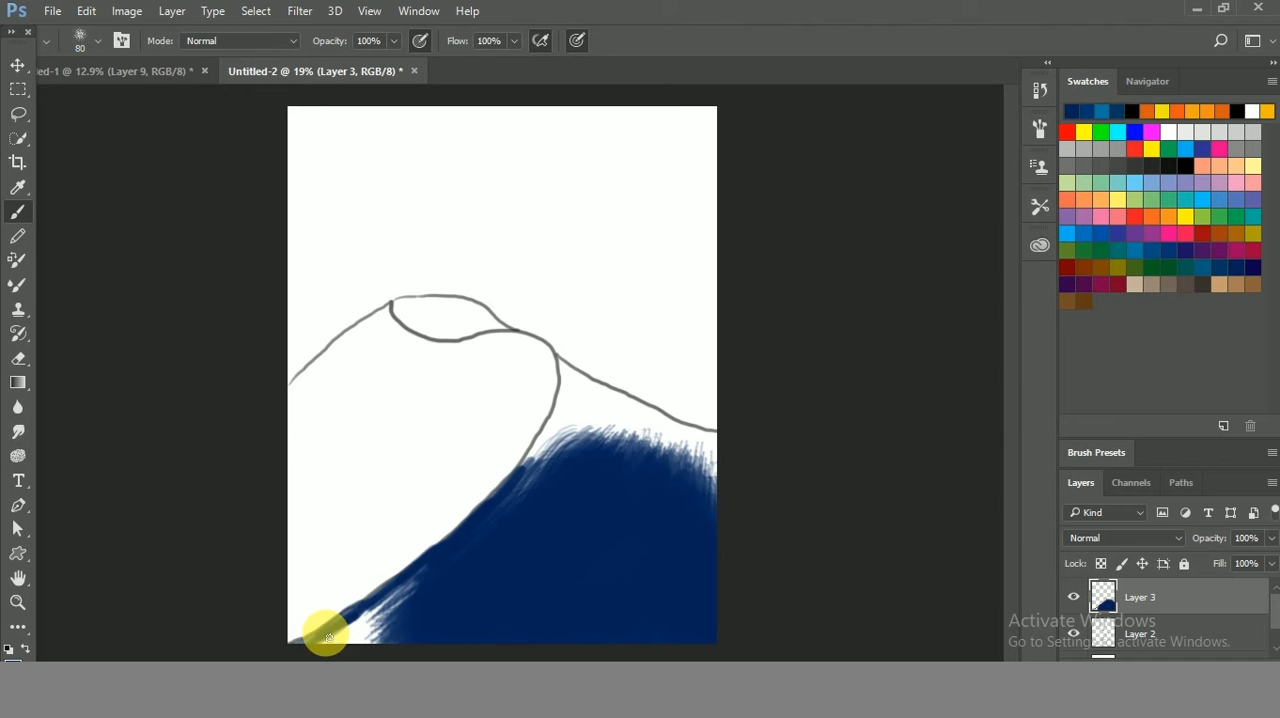 Ps File Edit Image Layer Type Select Filter 3D View Window Help
80 Mode: Normal Opacity: 100% Flow: 100%
ed-1 @ 12.9% (Layer 9, RGB/8) * × Untitled-2 @ 19% (Layer 3, RGB/8) * ×
Swatches Navigator
Brush Presets
Layers Channels Paths
Kind
Normal Opacity: 100%
Lock: Fill: 100%
Layer 3
Layer 2
Activate Windows
Go to Settings to activate Windows.